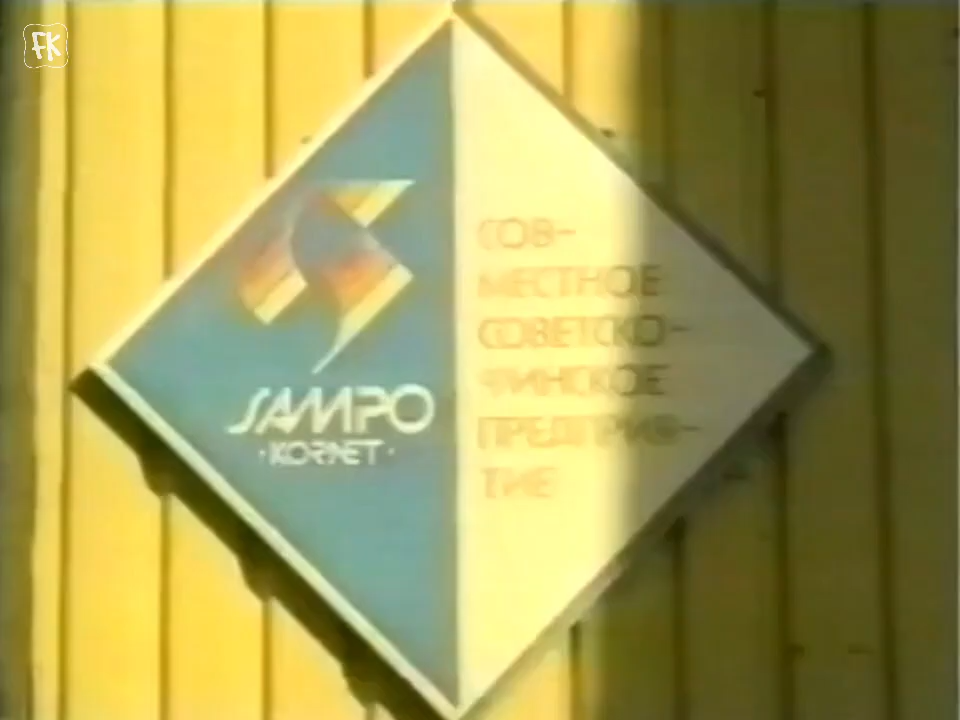 FK
SAMPO
·KORNET·
СОВ-
МЕСТНОЕ
СОВЕТСКО-
ФИНСКОЕ
ПРЕДПРИЯ-
ТИЕ